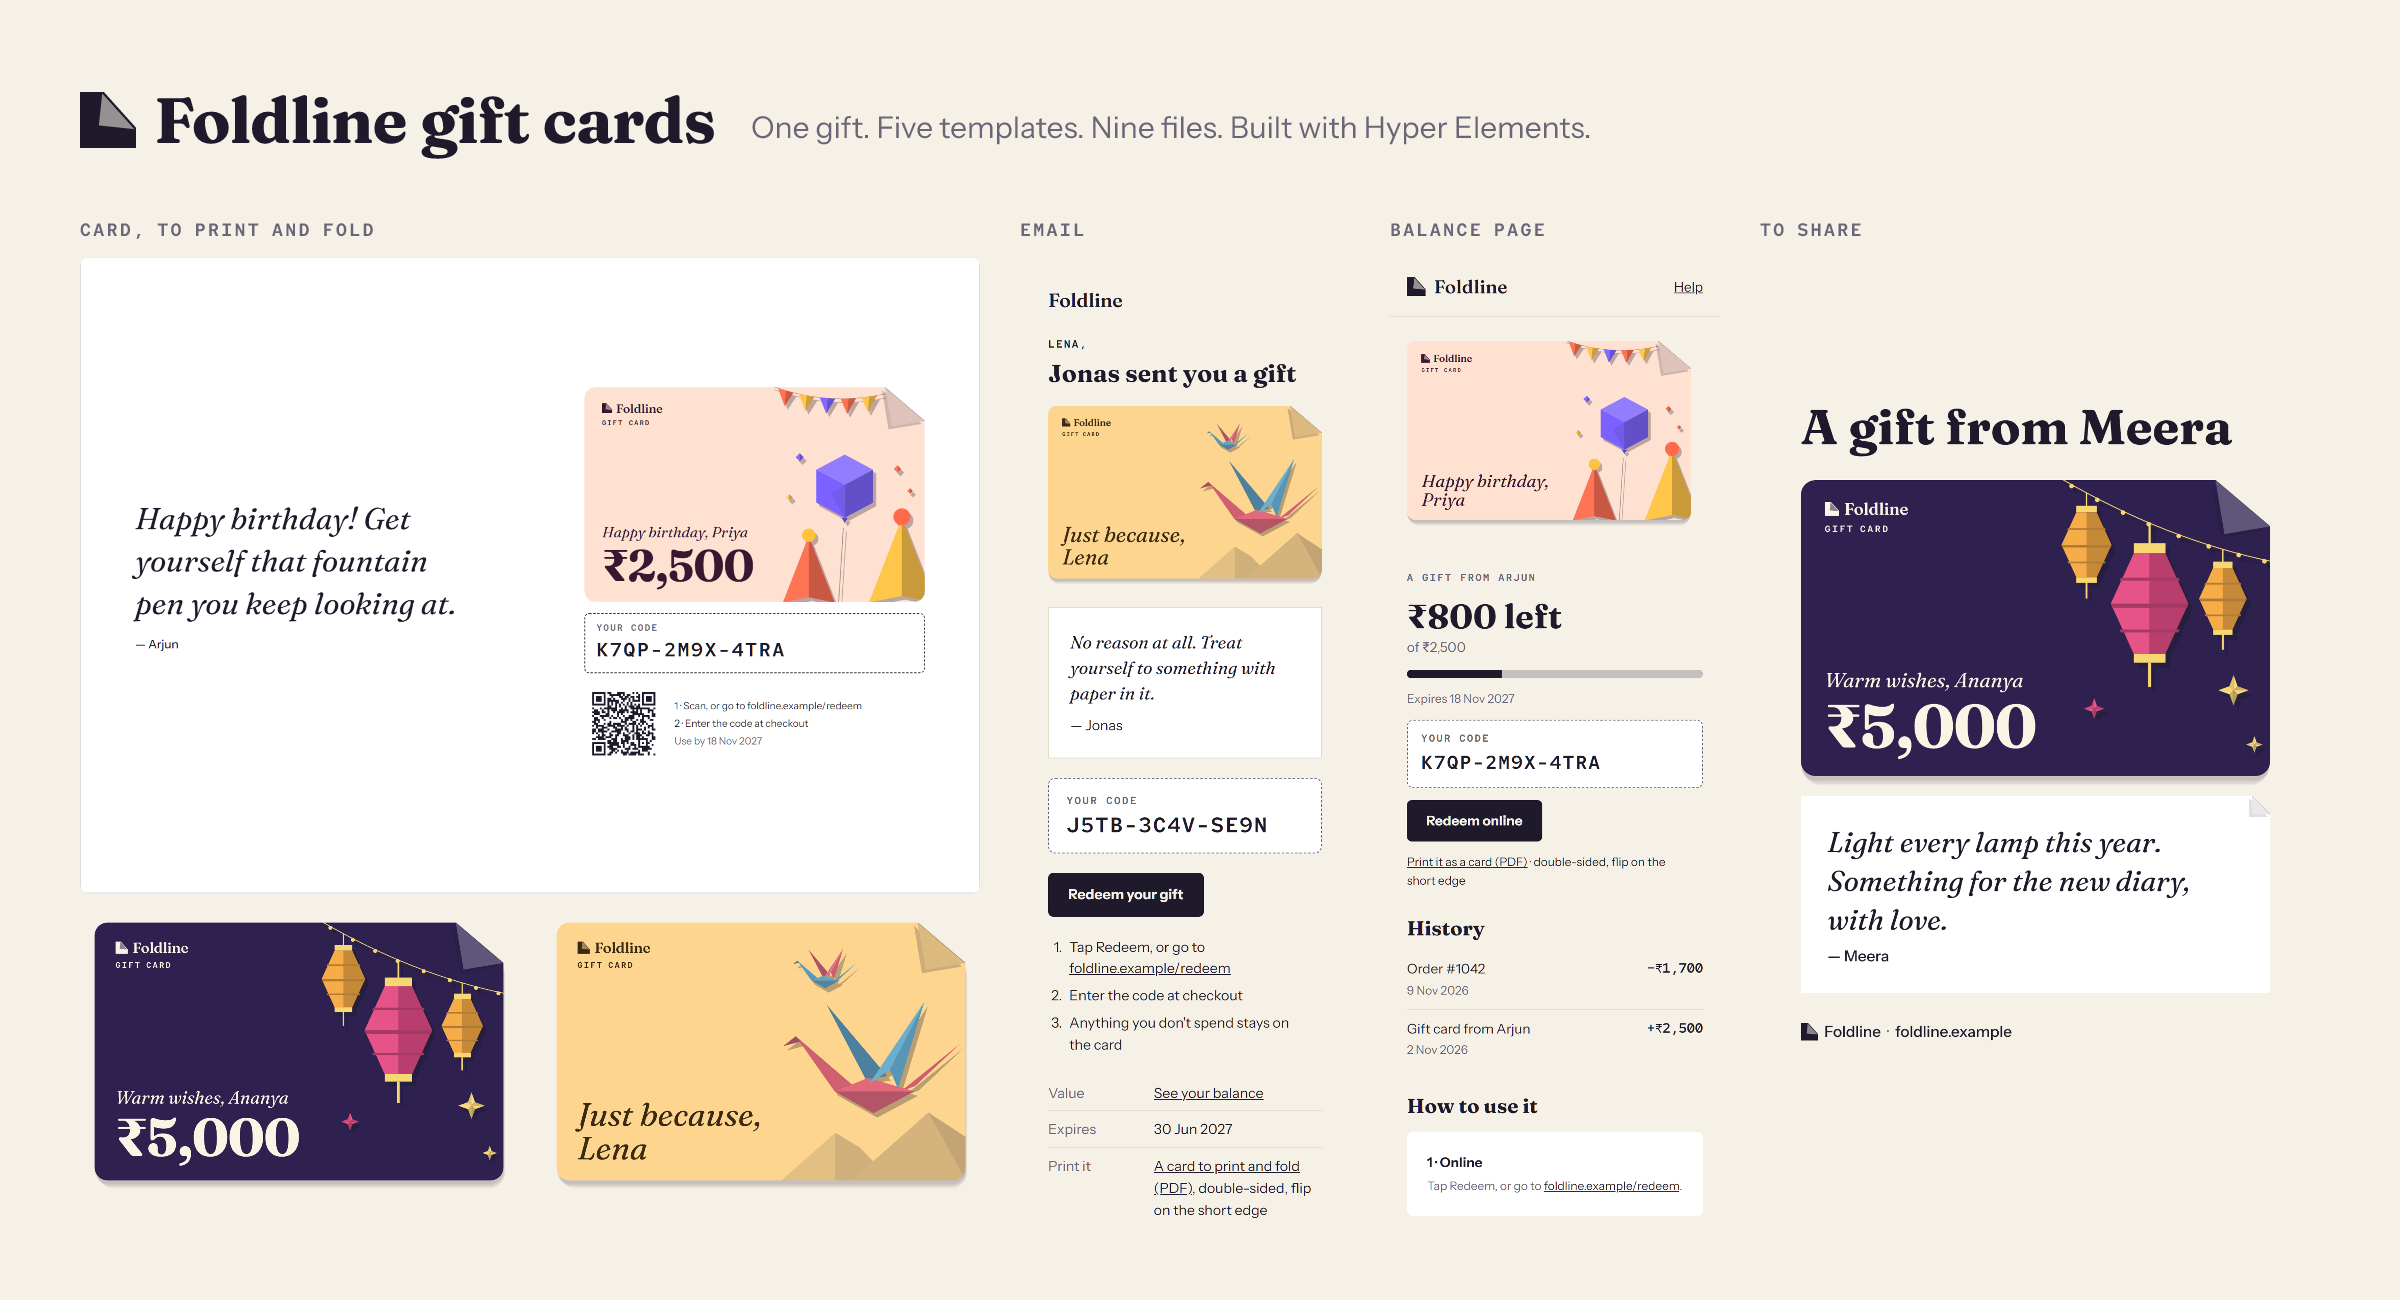 Foldline gift cards
One gift. Five templates. Nine files. Built with Hyper Elements.
CARD, TO PRINT AND FOLD
Happy birthday! Get
yourself that fountain
pen you keep looking at.
— Arjun
Foldline
GIFT CARD
Happy birthday, Priya
₹2,500
YOUR CODE
K7QP-2M9X-4TRA
1 · Scan, or go to foldline.example/redeem
2 · Enter the code at checkout
Use by 18 Nov 2027
Foldline
GIFT CARD
Warm wishes, Ananya
₹5,000
Foldline
GIFT CARD
Just because,
Lena
EMAIL
Foldline
LENA,
Jonas sent you a gift
Foldline
GIFT CARD
Just because,
Lena
No reason at all. Treat
yourself to something with
paper in it.
— Jonas
YOUR CODE
J5TB-3C4V-SE9N
Redeem your gift
1. Tap Redeem, or go to
foldline.example/redeem
2. Enter the code at checkout
3. Anything you don't spend stays on
the card
Value See your balance
Expires 30 Jun 2027
Print it A card to print and fold
(PDF), double-sided, flip
on the short edge
BALANCE PAGE
Foldline Help
Foldline
GIFT CARD
Happy birthday,
Priya
A GIFT FROM ARJUN
₹800 left
of ₹2,500
Expires 18 Nov 2027
YOUR CODE
K7QP-2M9X-4TRA
Redeem online
Print it as a card (PDF) · double-sided, flip on the
short edge
History
Order #1042 −₹1,700
9 Nov 2026
Gift card from Arjun +₹2,500
2 Nov 2026
How to use it
1 · Online
Tap Redeem, or go to foldline.example/redeem.
TO SHARE
A gift from Meera
Foldline
GIFT CARD
Warm wishes, Ananya
₹5,000
Light every lamp this year.
Something for the new diary,
with love.
— Meera
Foldline · foldline.example